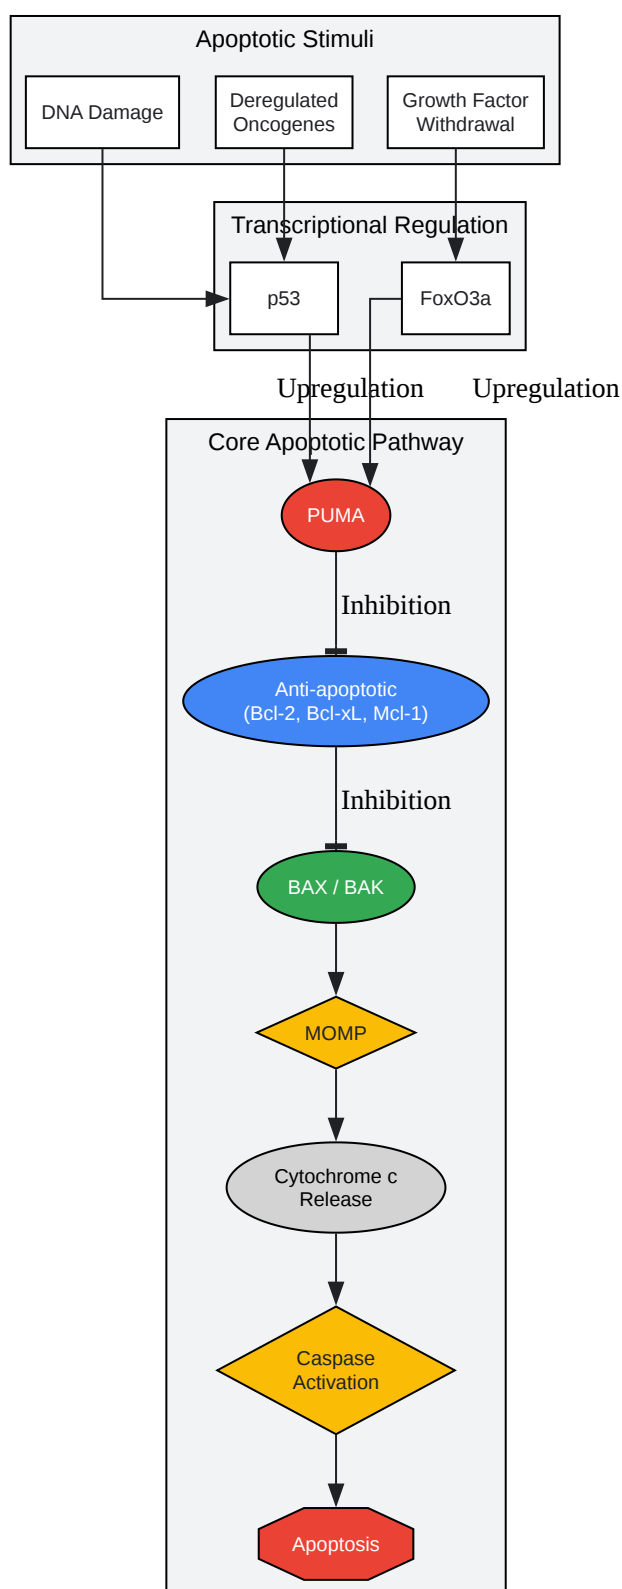 Apoptotic Stimuli
DNA Damage
Deregulated
Oncogenes
Growth Factor
Withdrawal
Transcriptional Regulation
p53
FoxO3a
Upregulation
Upregulation
Core Apoptotic Pathway
PUMA
Inhibition
Anti-apoptotic
(Bcl-2, Bcl-xL, Mcl-1)
Inhibition
BAX / BAK
MOMP
Cytochrome c
Release
Caspase
Activation
Apoptosis